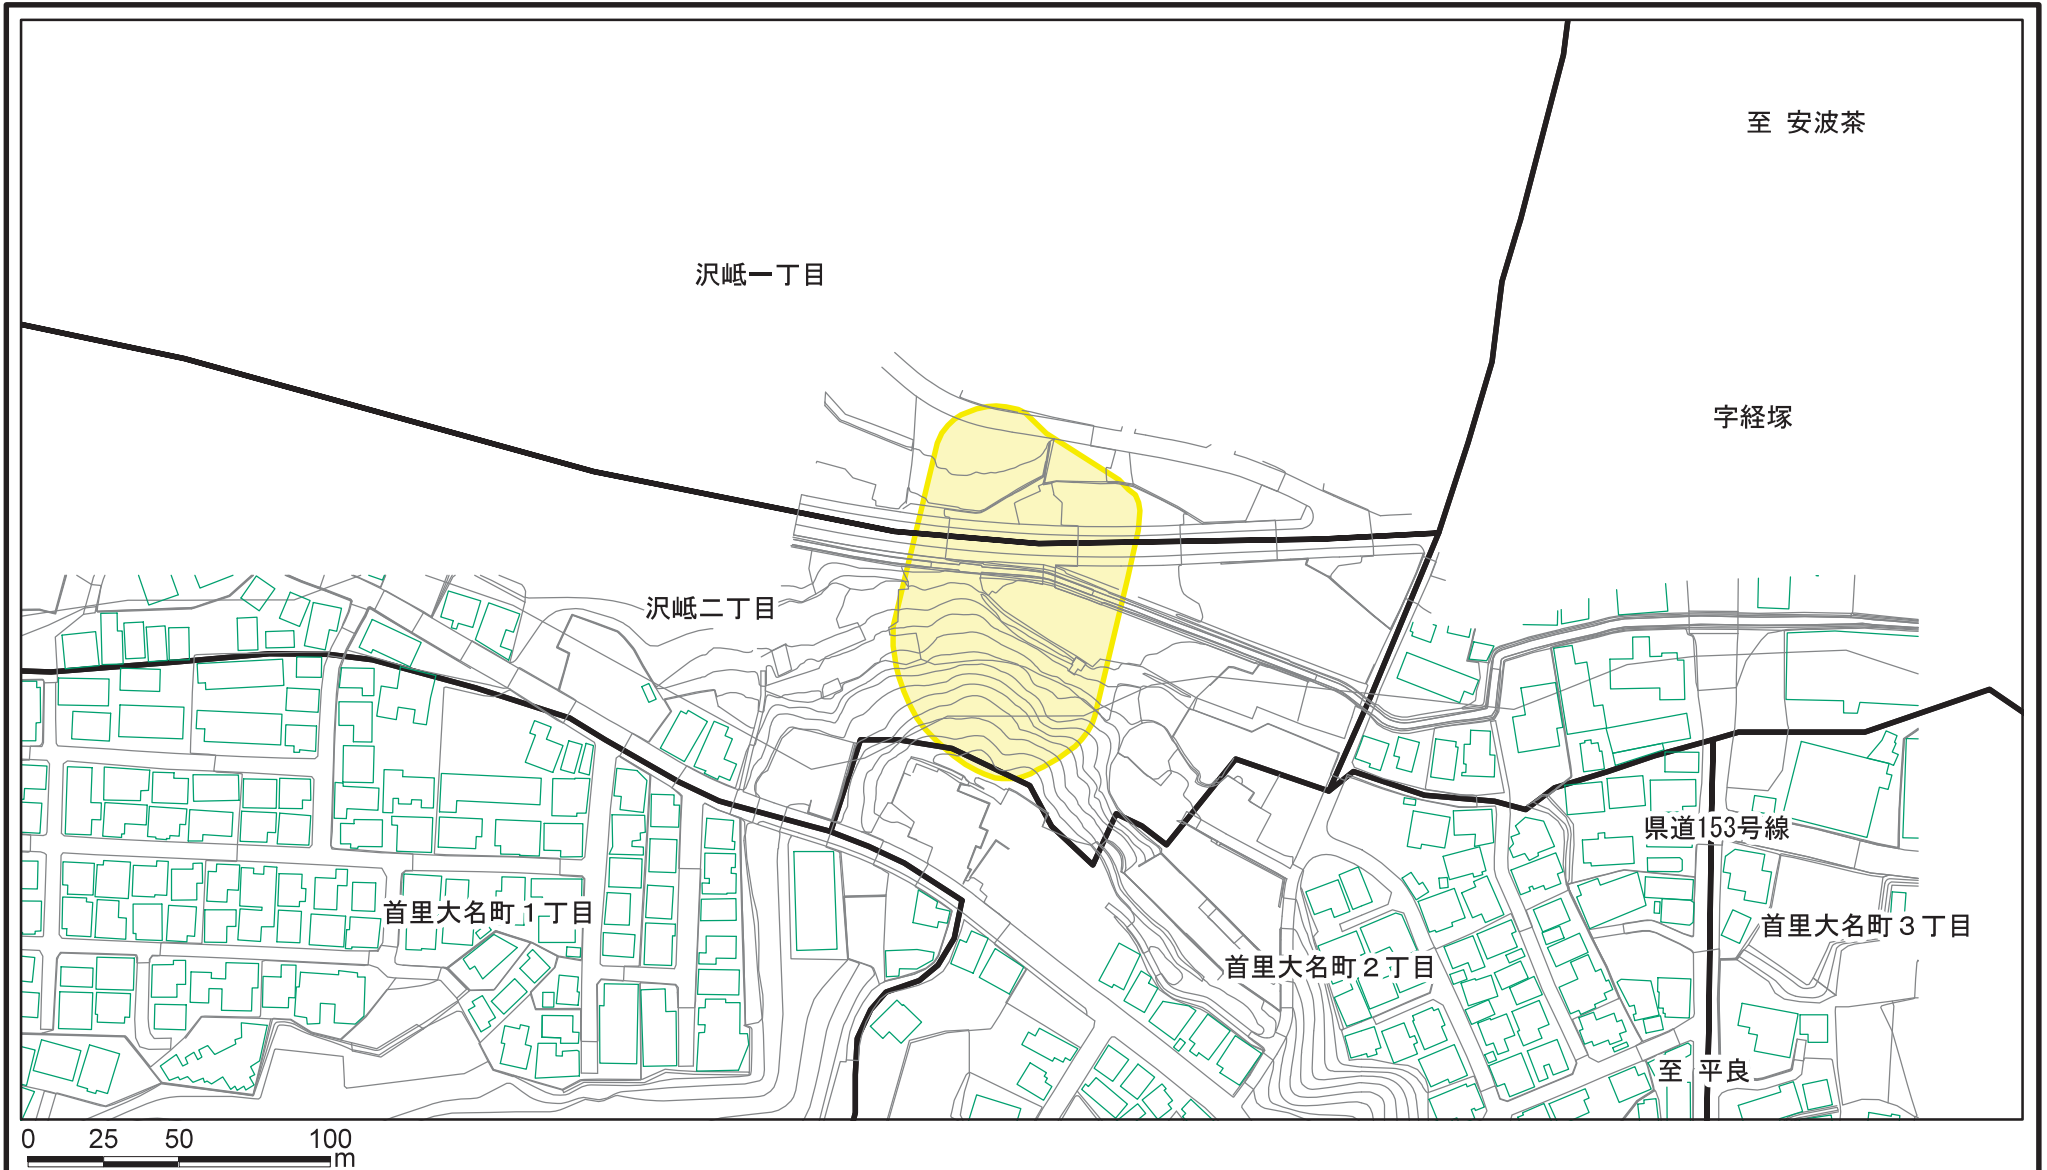 至 安波茶
沢岻一丁目
字経塚
沢岻二丁目
県道153号線
首里大名町１丁目
首里大名町３丁目
首里大名町２丁目
至 平良
0 25 50 100
m